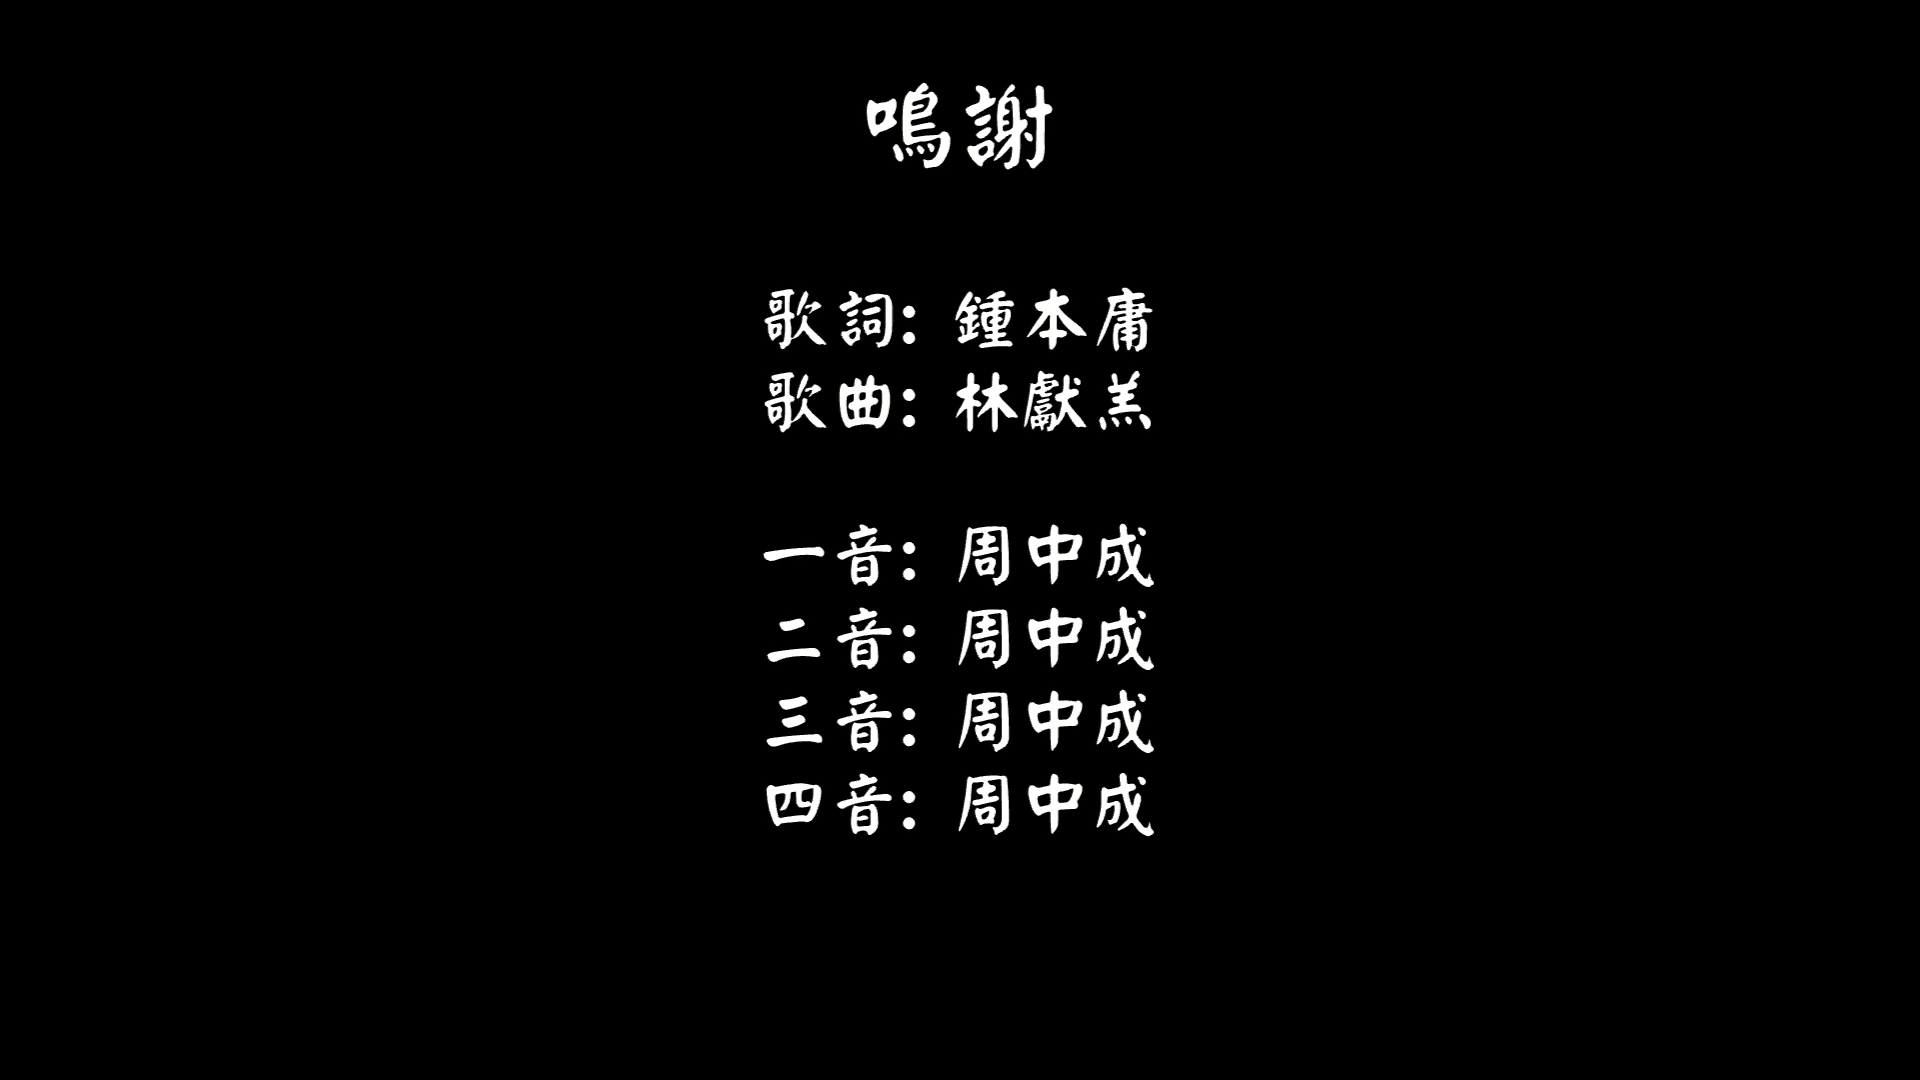 鳴謝
歌詞: 鍾本庸
歌曲: 林獻羔
一音: 周中成
二音: 周中成
三音: 周中成
四音: 周中成